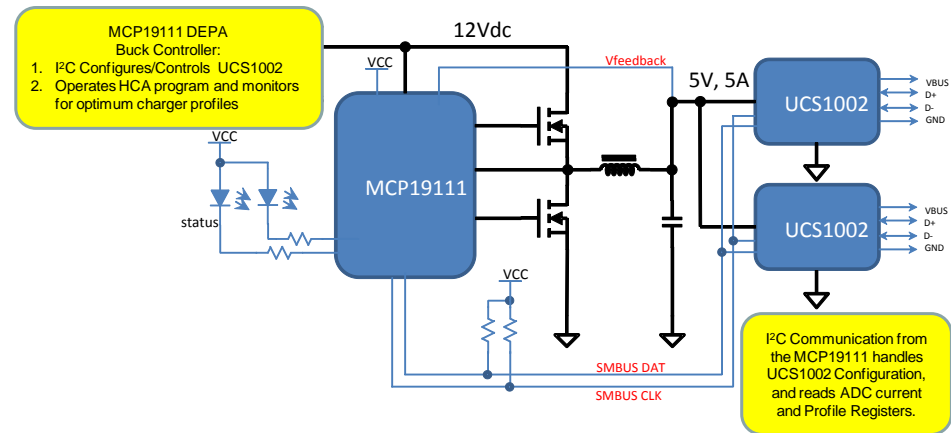 MCP19111 DEPA
Buck Controller:
1. I²C Configures/Controls UCS1002
2. Operates HCA program and monitors
for optimum charger profiles
12Vdc
VCC
Vfeedback
5V, 5A
UCS1002
VBUS
D+
D-
GND
VCC
MCP19111
status
UCS1002
VBUS
D+
D-
GND
VCC
SMBUS DAT
SMBUS CLK
I²C Communication from
the MCP19111 handles
UCS1002 Configuration,
and reads ADC current
and Profile Registers.